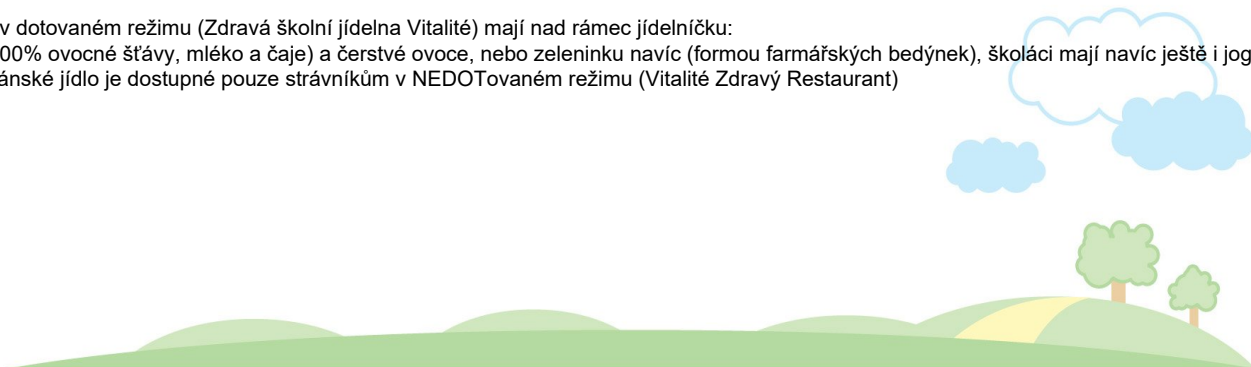 v dotovaném režimu (Zdravá školní jídelna Vitalité) mají nad rámec jídelníčku:
00% ovocné šťávy, mléko a čaje) a čerstvé ovoce, nebo zeleninku navíc (formou farmářských bedýnek), školáci mají navíc ještě i jog
ánské jídlo je dostupné pouze strávníkům v NEDOTovaném režimu (Vitalité Zdravý Restaurant)